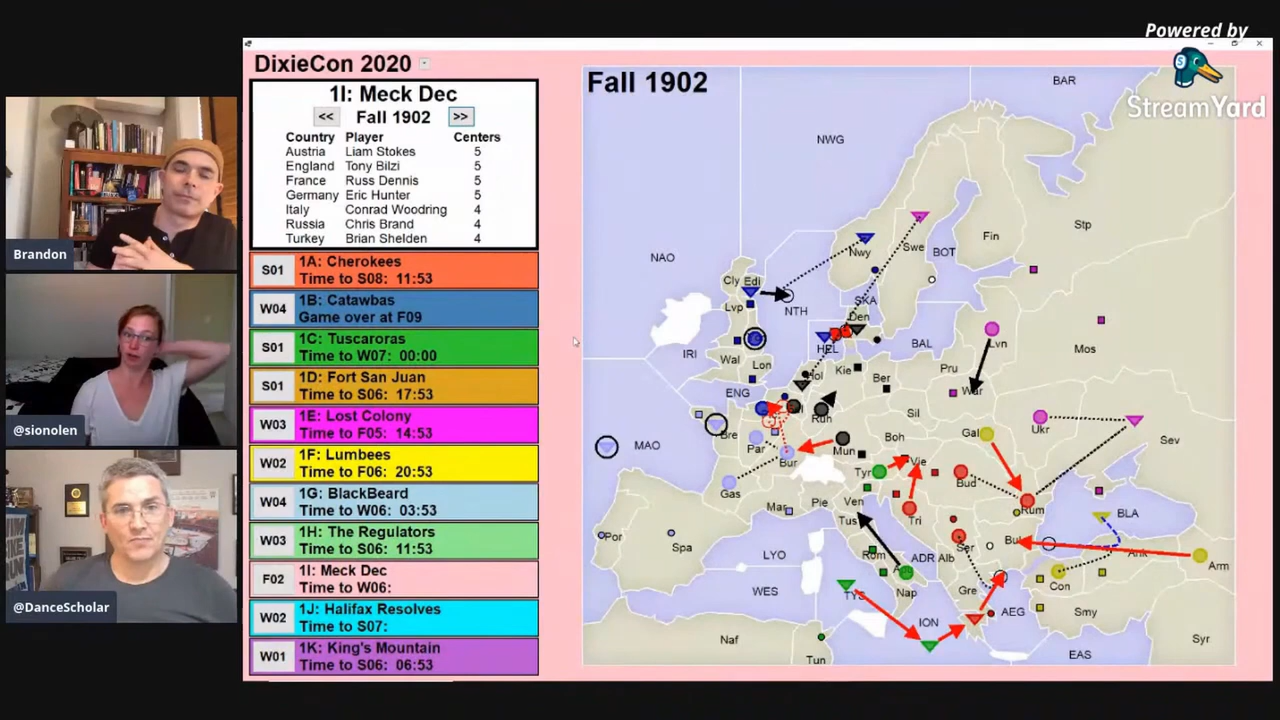 Powered by
StreamYard
Brandon
@sionolen
@DanceScholar
DixieCon 2020
1I: Meck Dec
<< Fall 1902 >>
Country Player Centers
Austria Liam Stokes 5
England Tony Bilzi 5
France Russ Dennis 5
Germany Eric Hunter 5
Italy Conrad Woodring 4
Russia Chris Brand 4
Turkey Brian Shelden 4
S01 1A: Cherokees
Time to S08: 11:53
W04 1B: Catawbas
Game over at F09
S01 1C: Tuscaroras
Time to W07: 00:00
S01 1D: Fort San Juan
Time to S06: 17:53
W03 1E: Lost Colony
Time to F05: 14:53
W02 1F: Lumbees
Time to F06: 20:53
W04 1G: BlackBeard
Time to W06: 03:53
W03 1H: The Regulators
Time to S06: 11:53
F02 1I: Meck Dec
Time to W06:
W02 1J: Halifax Resolves
Time to S07:
W01 1K: King's Mountain
Time to S06: 06:53
Fall 1902
BAR
NWG
NAO
Nwy
Swe
BOT
Fin
Stp
Cly
Edi
Lvp
NTH
SKA
Den
IRI
Wal
Lon
HEL
BAL
Lvn
Mos
ENG
Hol
Kie
Ber
Pru
War
Ruh
Sil
Bre
MAO
Par
Bur
Mun
Boh
Gal
Ukr
Sev
Gas
Tyr
Vie
Bud
Rum
Mar
Pie
Ven
Tri
Por
Spa
Tus
Ser
Bul
BLA
LYO
Rom
ADR
Alb
Ank
Arm
WES
TYS
Nap
Gre
Con
Smy
Naf
ION
AEG
Tun
EAS
Syr